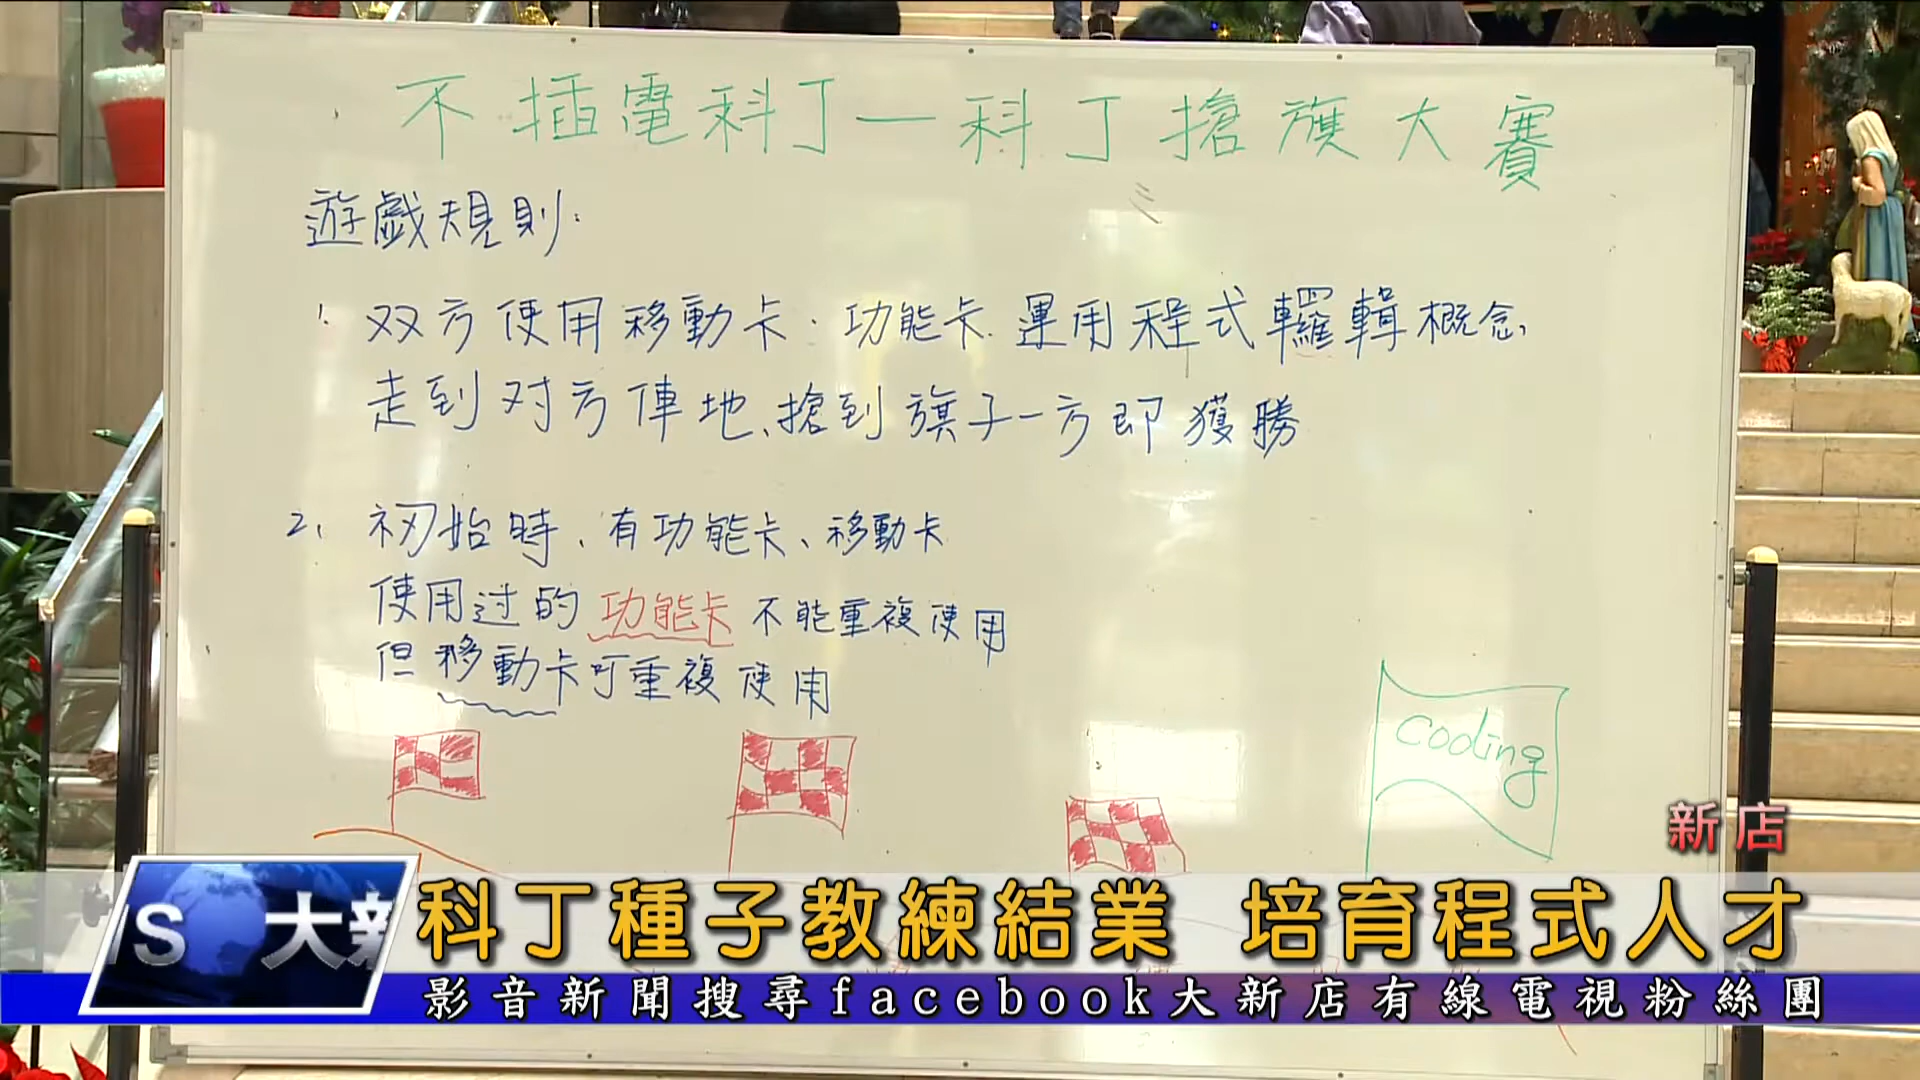 不插電科丁—科丁搶旗大賽
遊戲規則:
1. 双方使用移動卡、功能卡 運用程式邏輯概念,
走到对方陣地、搶到旗子一方即獲勝
2. 初始時、有功能卡、移動卡
使用过的功能卡不能重複使用
但移動卡可重複使用
cooding
新店
NS 大新
科丁種子教練結業 培育程式人才
影音新聞搜尋facebook大新店有線電視粉絲團